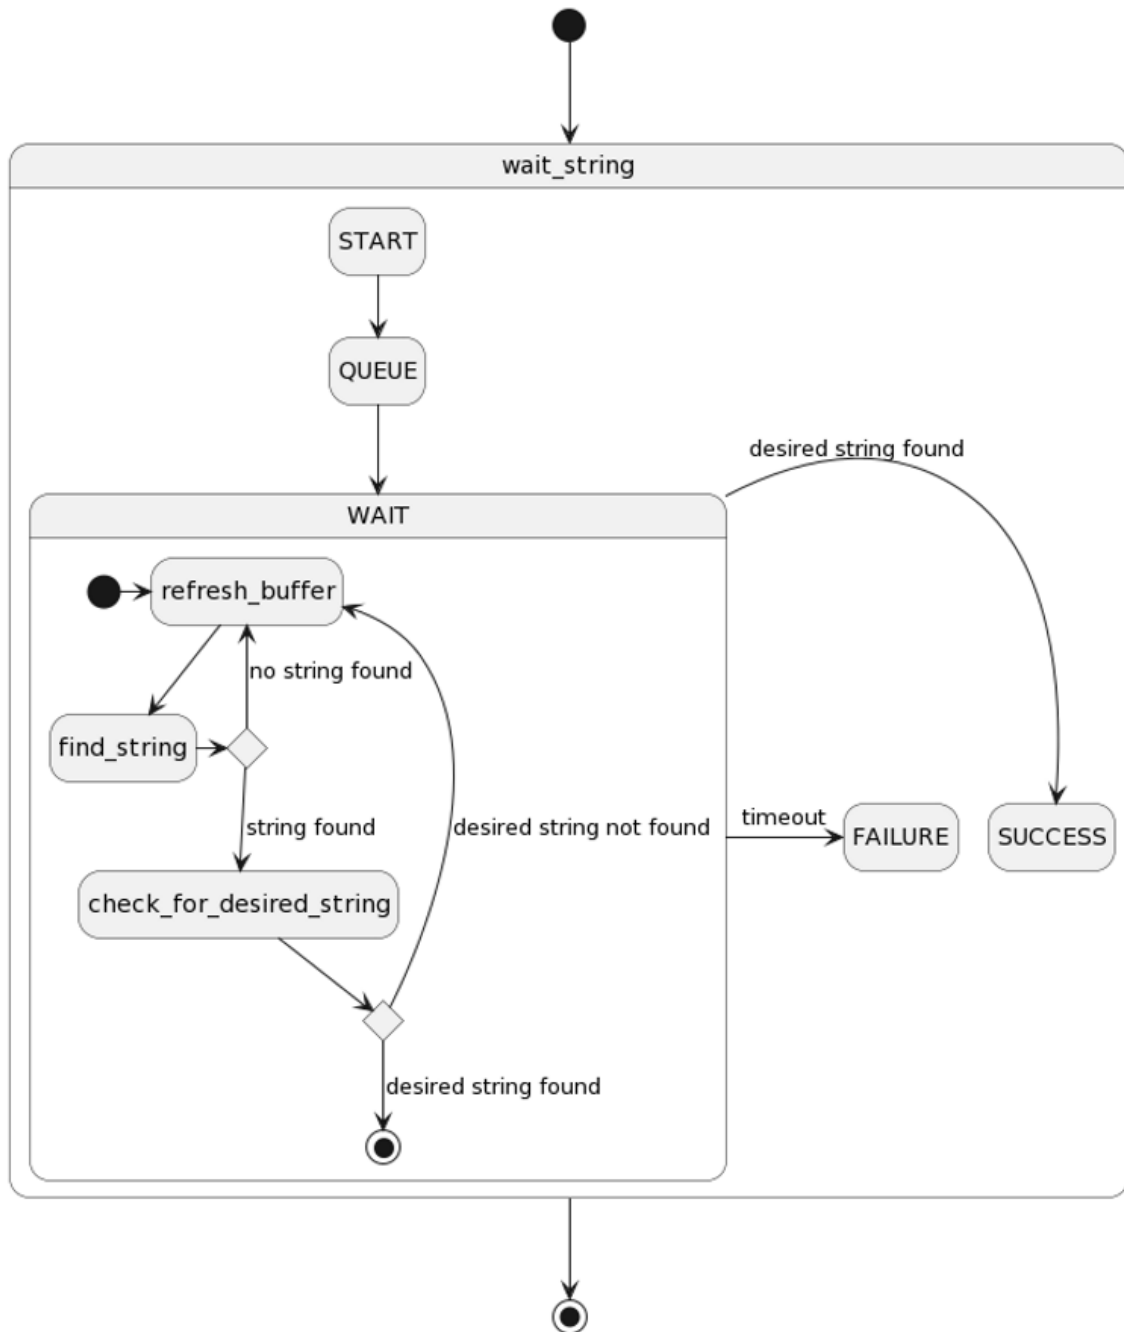 wait_string
START
QUEUE
desired string found
WAIT
refresh_buffer
no string found
find_string
string found
desired string not found
timeout
FAILURE
SUCCESS
check_for_desired_string
desired string found